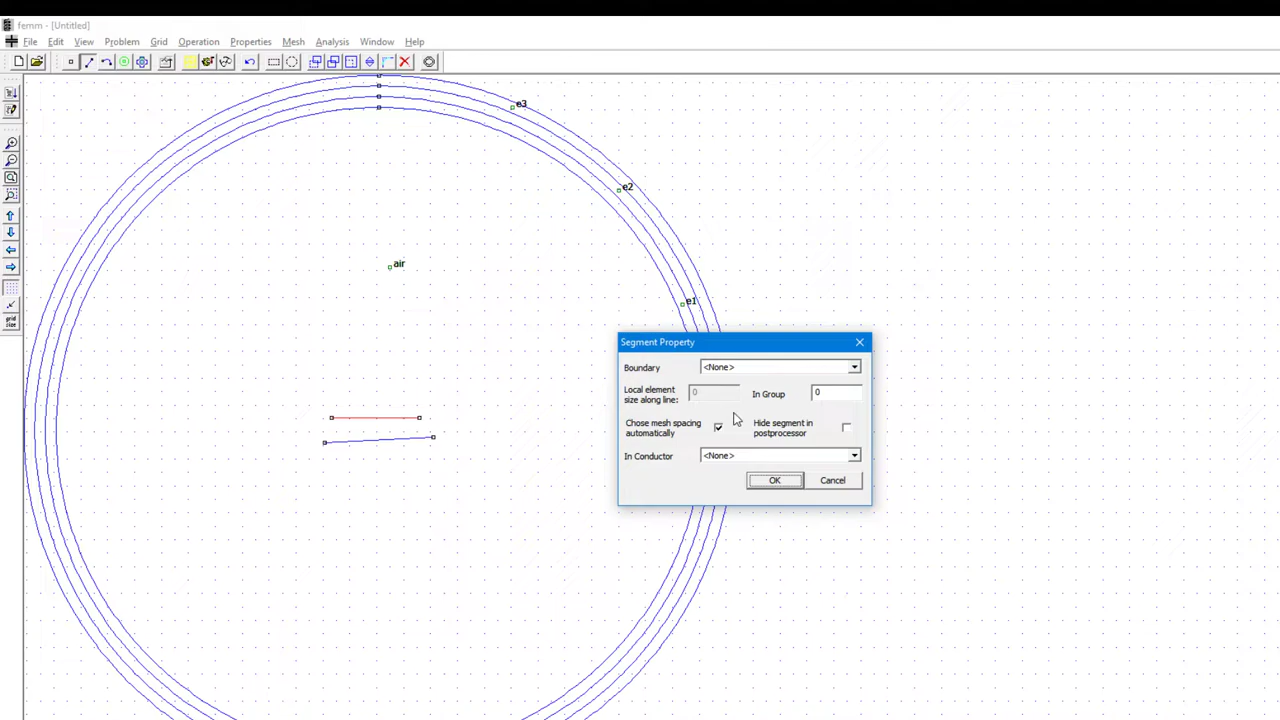 femm - [Untitled]
File Edit View Problem Grid Operation Properties Mesh Analysis Window Help
e3
e2
air
e1
grid
size
Segment Property
Boundary <None>
Local element
size along line: 0
In Group 0
Chose mesh spacing
automatically
Hide segment in
postprocessor
In Conductor <None>
OK Cancel